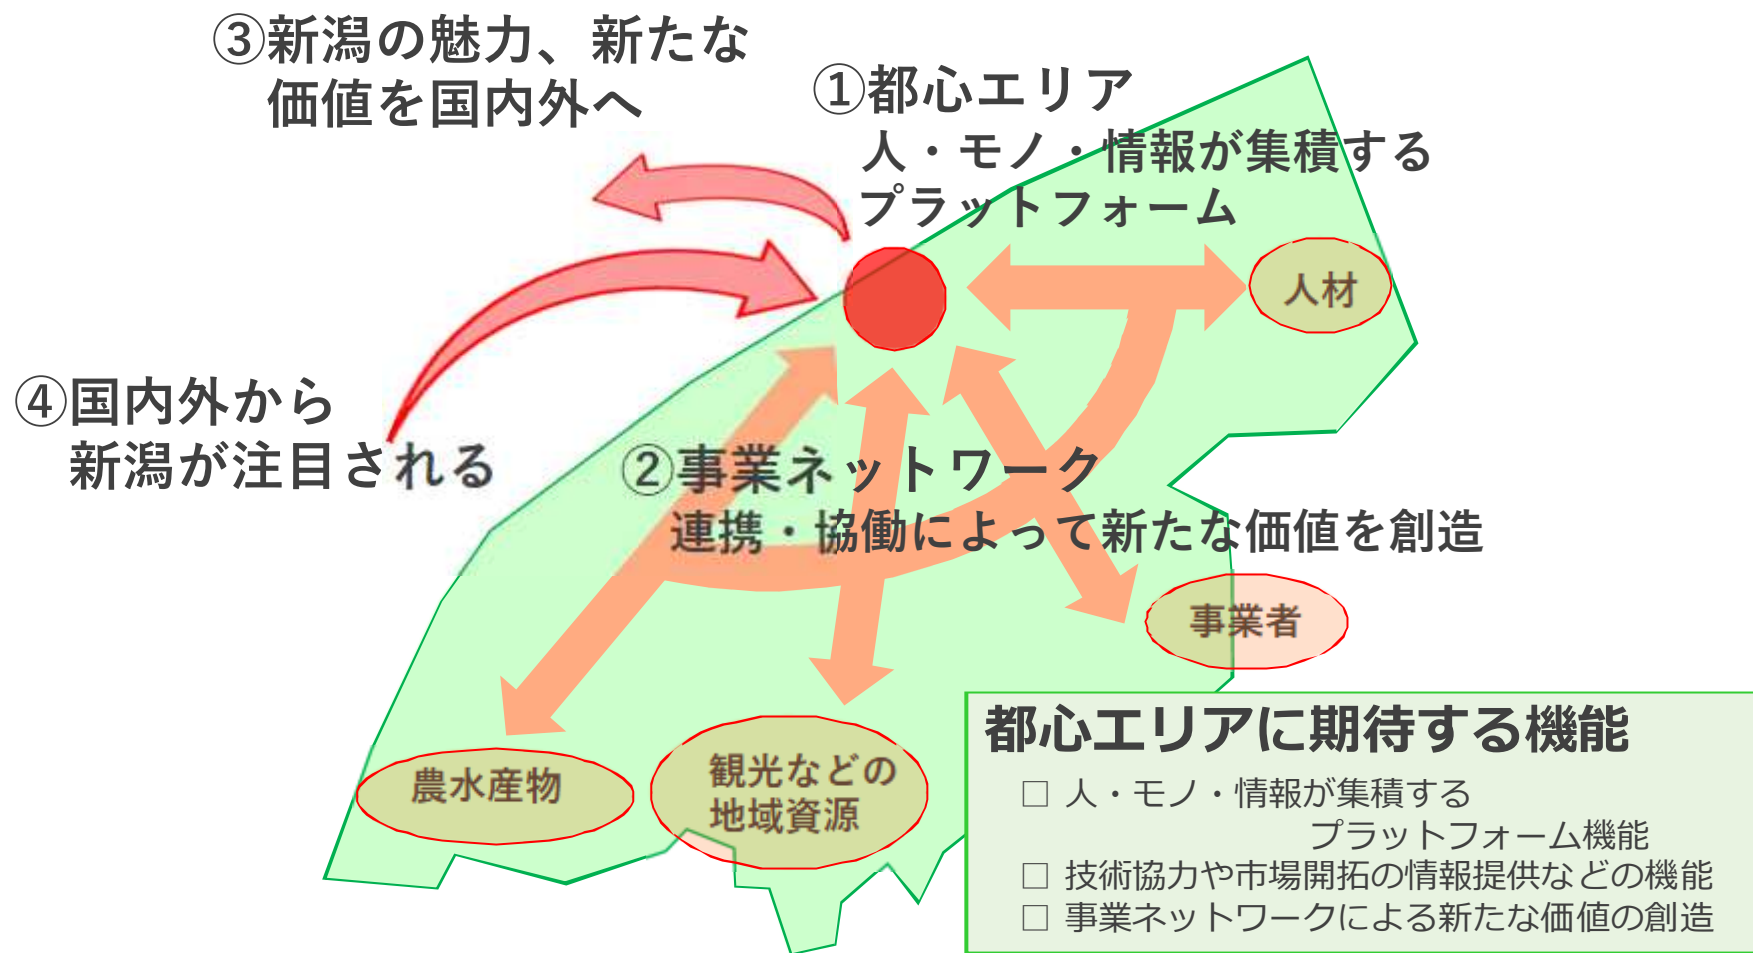 ③新潟の魅力、新たな
価値を国内外へ
①都心エリア
人・モノ・情報が集積する
プラットフォーム
人材
④国内外から
新潟が注目される
②事業ネットワーク
連携・協働によって新たな価値を創造
事業者
農水産物
観光などの
地域資源
都心エリアに期待する機能
□ 人・モノ・情報が集積する
プラットフォーム機能
□ 技術協力や市場開拓の情報提供などの機能
□ 事業ネットワークによる新たな価値の創造